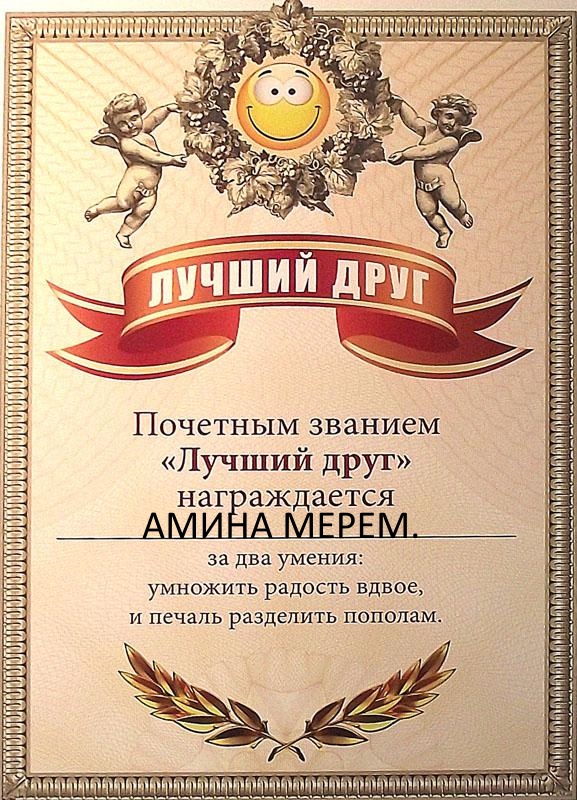 ЛУЧШИЙ ДРУГ
Почетным званием
«Лучший друг»
награждается
АМИНА МЕРЕМ.
за два умения:
умножить радость вдвое,
и печаль разделить пополам.